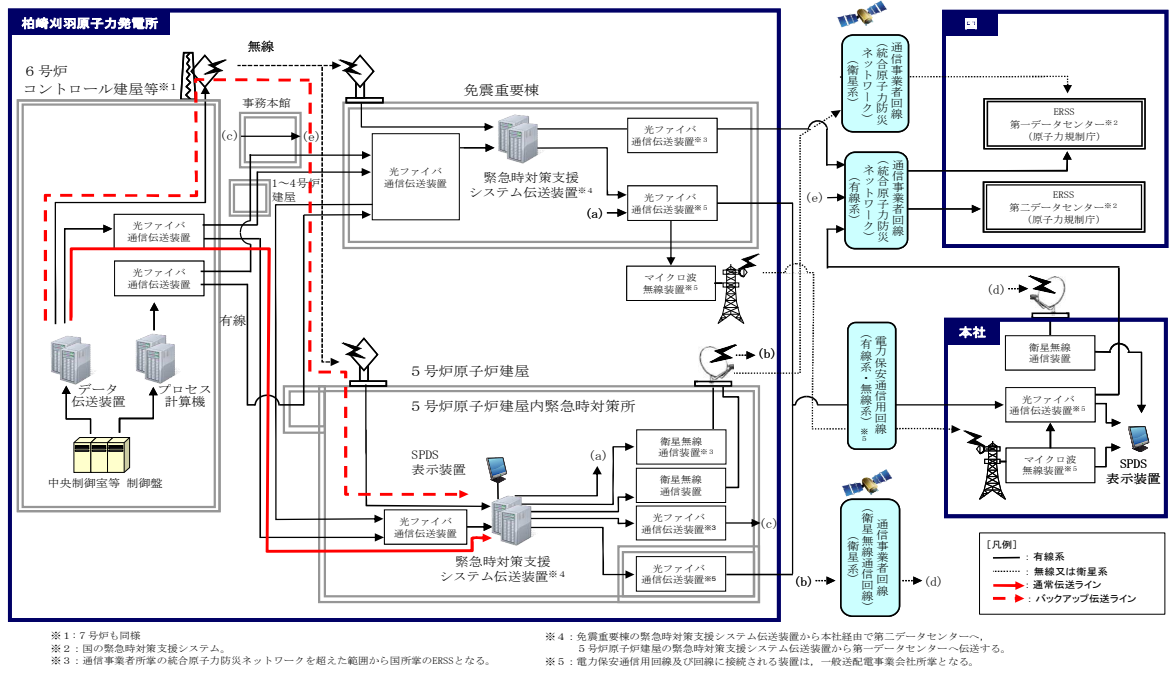 柏崎刈羽原子力発電所
６号炉
コントロール建屋等※１
無線
事務本館
(c)
(e)
1～4号炉
建屋
光ファイバ
通信伝送装置
光ファイバ
通信伝送装置
有線
データ
伝送装置
プロセス
計算機
中央制御室等 制御盤
免震重要棟
光ファイバ
通信伝送装置
緊急時対策支援
システム伝送装置※４
光ファイバ
通信伝送装置※３
(a)
光ファイバ
通信伝送装置※５
マイクロ波
無線装置※５
５号炉原子炉建屋
５号炉原子炉建屋内緊急時対策所
(b)
SPDS
表示装置
(a)
衛星無線
通信装置※３
衛星無線
通信装置
光ファイバ
通信伝送装置
光ファイバ
通信伝送装置※３
(c)
緊急時対策支援
システム伝送装置※４
光ファイバ
通信伝送装置※５
通信事業者回線
（統合原子力防災
ネットワーク）
（衛星系）
通信事業者回線
（統合原子力防災
ネットワーク）
（有線系）
(e)
電力保安通信用回線
（有線系・無線系）※５
通信事業者回線
（衛星無線通信回線）
（衛星系）
(b)
(d)
国
ERSS
第一データセンター※２
（原子力規制庁）
ERSS
第二データセンター※２
（原子力規制庁）
(d)
本社
衛星無線
通信装置
光ファイバ
通信伝送装置※５
マイクロ波
無線装置※５
SPDS
表示装置
［凡例］
：有線系
：無線又は衛星系
：通常伝送ライン
：バックアップ伝送ライン
※１：７号炉も同様
※２：国の緊急時対策支援システム。
※３：通信事業者所掌の統合原子力防災ネットワークを超えた範囲から国所掌のERSSとなる。
※４：免震重要棟の緊急時対策支援システム伝送装置から本社経由で第二データセンターへ，
５号炉原子炉建屋の緊急時対策支援システム伝送装置から第一データセンターへ伝送する。
※５：電力保安通信用回線及び回線に接続される装置は，一般送配電事業会社所掌となる。